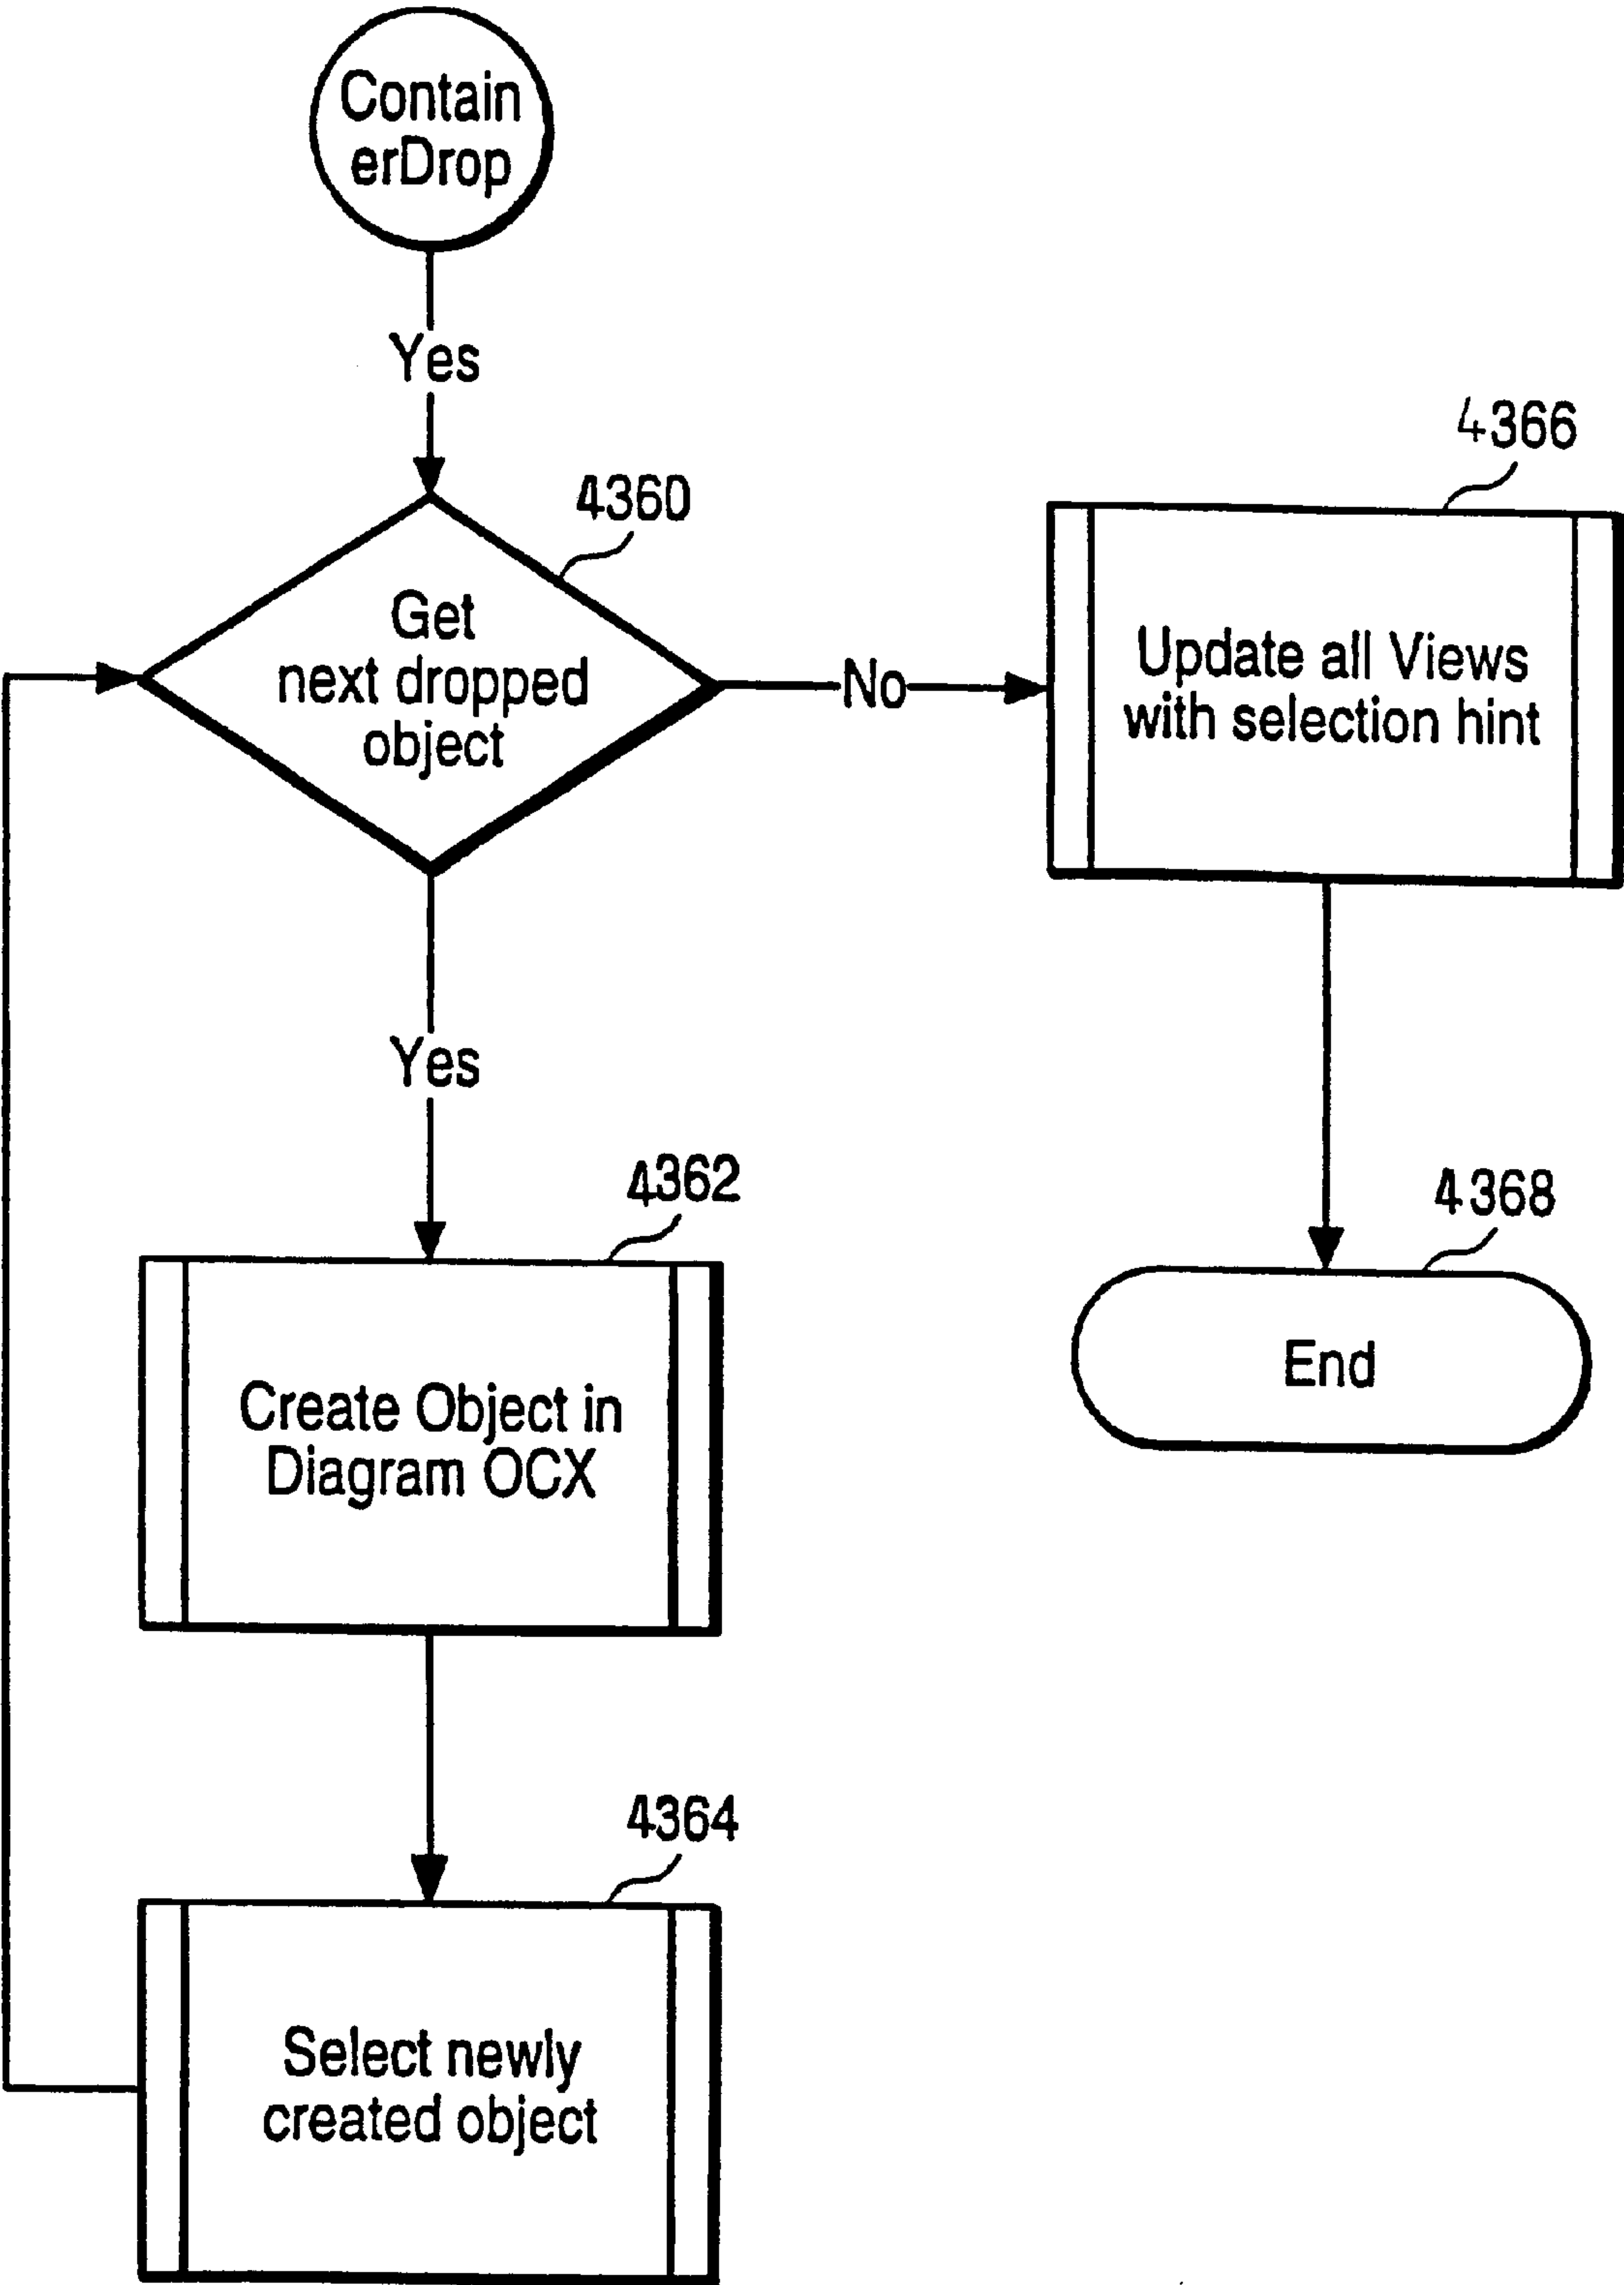 Contain
erDrop
Yes
4360
Get
next dropped
object
No
4366
Update all Views
with selection hint
Yes
4362
Create Object in
Diagram OCX
4368
End
4364
Select newly
created object